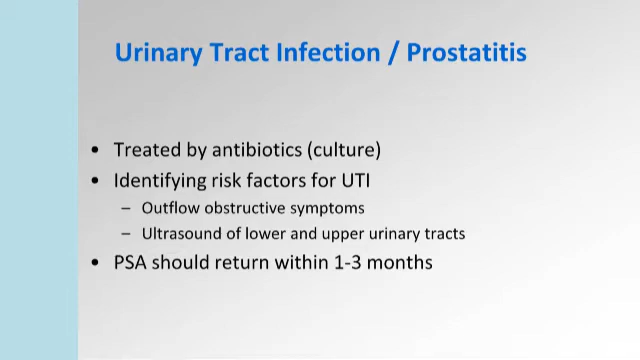 Urinary Tract Infection / Prostatitis
• Treated by antibiotics (culture)
• Identifying risk factors for UTI
– Outflow obstructive symptoms
– Ultrasound of lower and upper urinary tracts
• PSA should return within 1-3 months